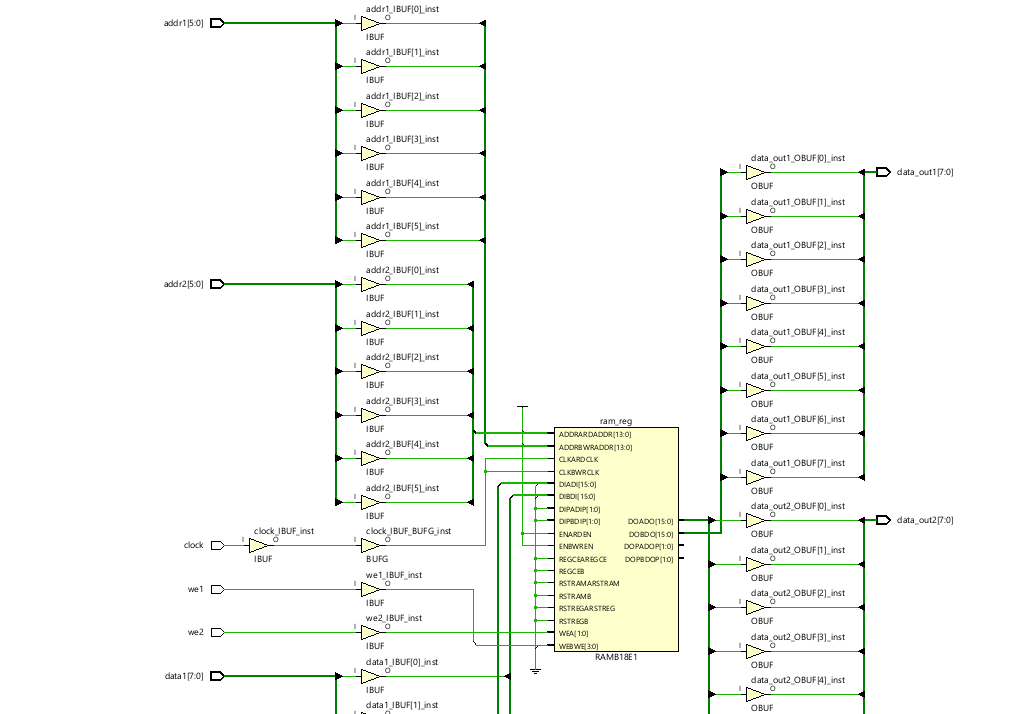 addr1_IBUF[0]_inst
addr1[5:0]
I
O
IBUF
addr1_IBUF[1]_inst
I
O
IBUF
addr1_IBUF[2]_inst
I
O
IBUF
addr1_IBUF[3]_inst
I
O
IBUF
addr1_IBUF[4]_inst
I
O
IBUF
addr1_IBUF[5]_inst
I
O
IBUF
addr2_IBUF[0]_inst
addr2[5:0]
I
O
IBUF
addr2_IBUF[1]_inst
I
O
IBUF
addr2_IBUF[2]_inst
I
O
IBUF
addr2_IBUF[3]_inst
I
O
IBUF
addr2_IBUF[4]_inst
I
O
IBUF
addr2_IBUF[5]_inst
I
O
IBUF
clock_IBUF_inst
clock
I
O
IBUF
clock_IBUF_BUFG_inst
I
O
BUFG
we1_IBUF_inst
we1
I
O
IBUF
we2_IBUF_inst
we2
I
O
IBUF
data1_IBUF[0]_inst
data1[7:0]
I
O
IBUF
data1_IBUF[1]_inst
ram_reg
ADDRARDADDR[13:0]
ADDRBWRADDR[13:0]
CLKARDCLK
CLKBWRCLK
DIADI[15:0]
DIBDI[15:0]
DIPADIP[1:0]
DIPBDIP[1:0]
ENARDEN
ENBWREN
REGCEAREGCE
REGCEB
RSTRAMARSTRAM
RSTRAMB
RSTREGARSTREG
RSTREGB
WEA[1:0]
WEBWE[3:0]
DOADO[15:0]
DOBDO[15:0]
DOPADOP[1:0]
DOPBDOP[1:0]
RAMB18E1
data_out1_OBUF[0]_inst
I
O
OBUF
data_out1[7:0]
data_out1_OBUF[1]_inst
I
O
OBUF
data_out1_OBUF[2]_inst
I
O
OBUF
data_out1_OBUF[3]_inst
I
O
OBUF
data_out1_OBUF[4]_inst
I
O
OBUF
data_out1_OBUF[5]_inst
I
O
OBUF
data_out1_OBUF[6]_inst
I
O
OBUF
data_out1_OBUF[7]_inst
I
O
OBUF
data_out2_OBUF[0]_inst
I
O
OBUF
data_out2[7:0]
data_out2_OBUF[1]_inst
I
O
OBUF
data_out2_OBUF[2]_inst
I
O
OBUF
data_out2_OBUF[3]_inst
I
O
OBUF
data_out2_OBUF[4]_inst
I
O
OBUF